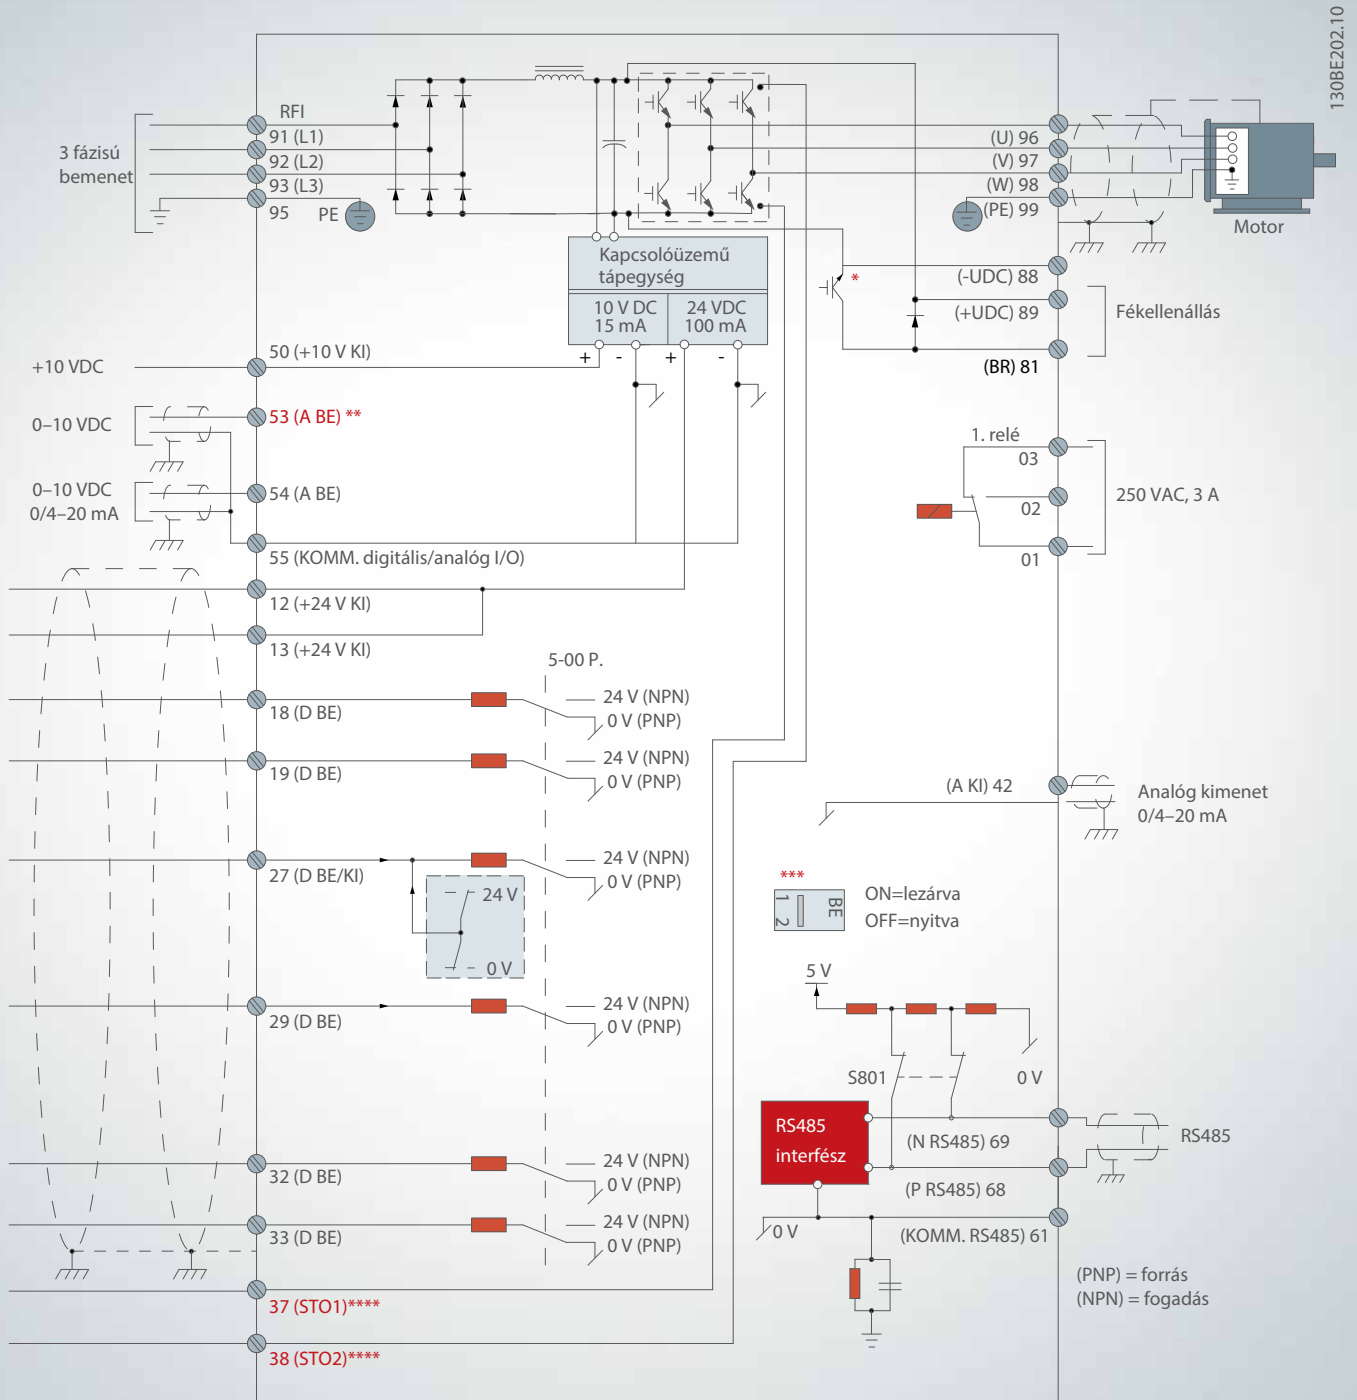 130BE202.10
3 fázisú
bemenet
RFI
91 (L1)
92 (L2)
93 (L3)
95
PE
(U) 96
(V) 97
(W) 98
(PE) 99
Motor
Kapcsolóüzemű
tápegység
10 V DC
15 mA
24 VDC
100 mA
+
-
+
-
*
(-UDC) 88
(+UDC) 89
(BR) 81
Fékellenállás
+10 VDC
50 (+10 V KI)
0–10 VDC
53 (A BE) **
0–10 VDC
0/4–20 mA
54 (A BE)
55 (KOMM. digitális/analóg I/O)
12 (+24 V KI)
13 (+24 V KI)
1. relé
03
02
01
250 VAC, 3 A
5-00 P.
18 (D BE)
24 V (NPN)
0 V (PNP)
19 (D BE)
24 V (NPN)
0 V (PNP)
27 (D BE/KI)
24 V (NPN)
0 V (PNP)
24 V
0 V
29 (D BE)
24 V (NPN)
0 V (PNP)
32 (D BE)
24 V (NPN)
0 V (PNP)
33 (D BE)
24 V (NPN)
0 V (PNP)
37 (STO1)****
38 (STO2)****
(A KI) 42
Analóg kimenet
0/4–20 mA
***
1 2
BE
ON=lezárva
OFF=nyitva
5 V
S801
0 V
RS485
interfész
(N RS485) 69
(P RS485) 68
RS485
0 V
(KOMM. RS485) 61
(PNP) = forrás
(NPN) = fogadás